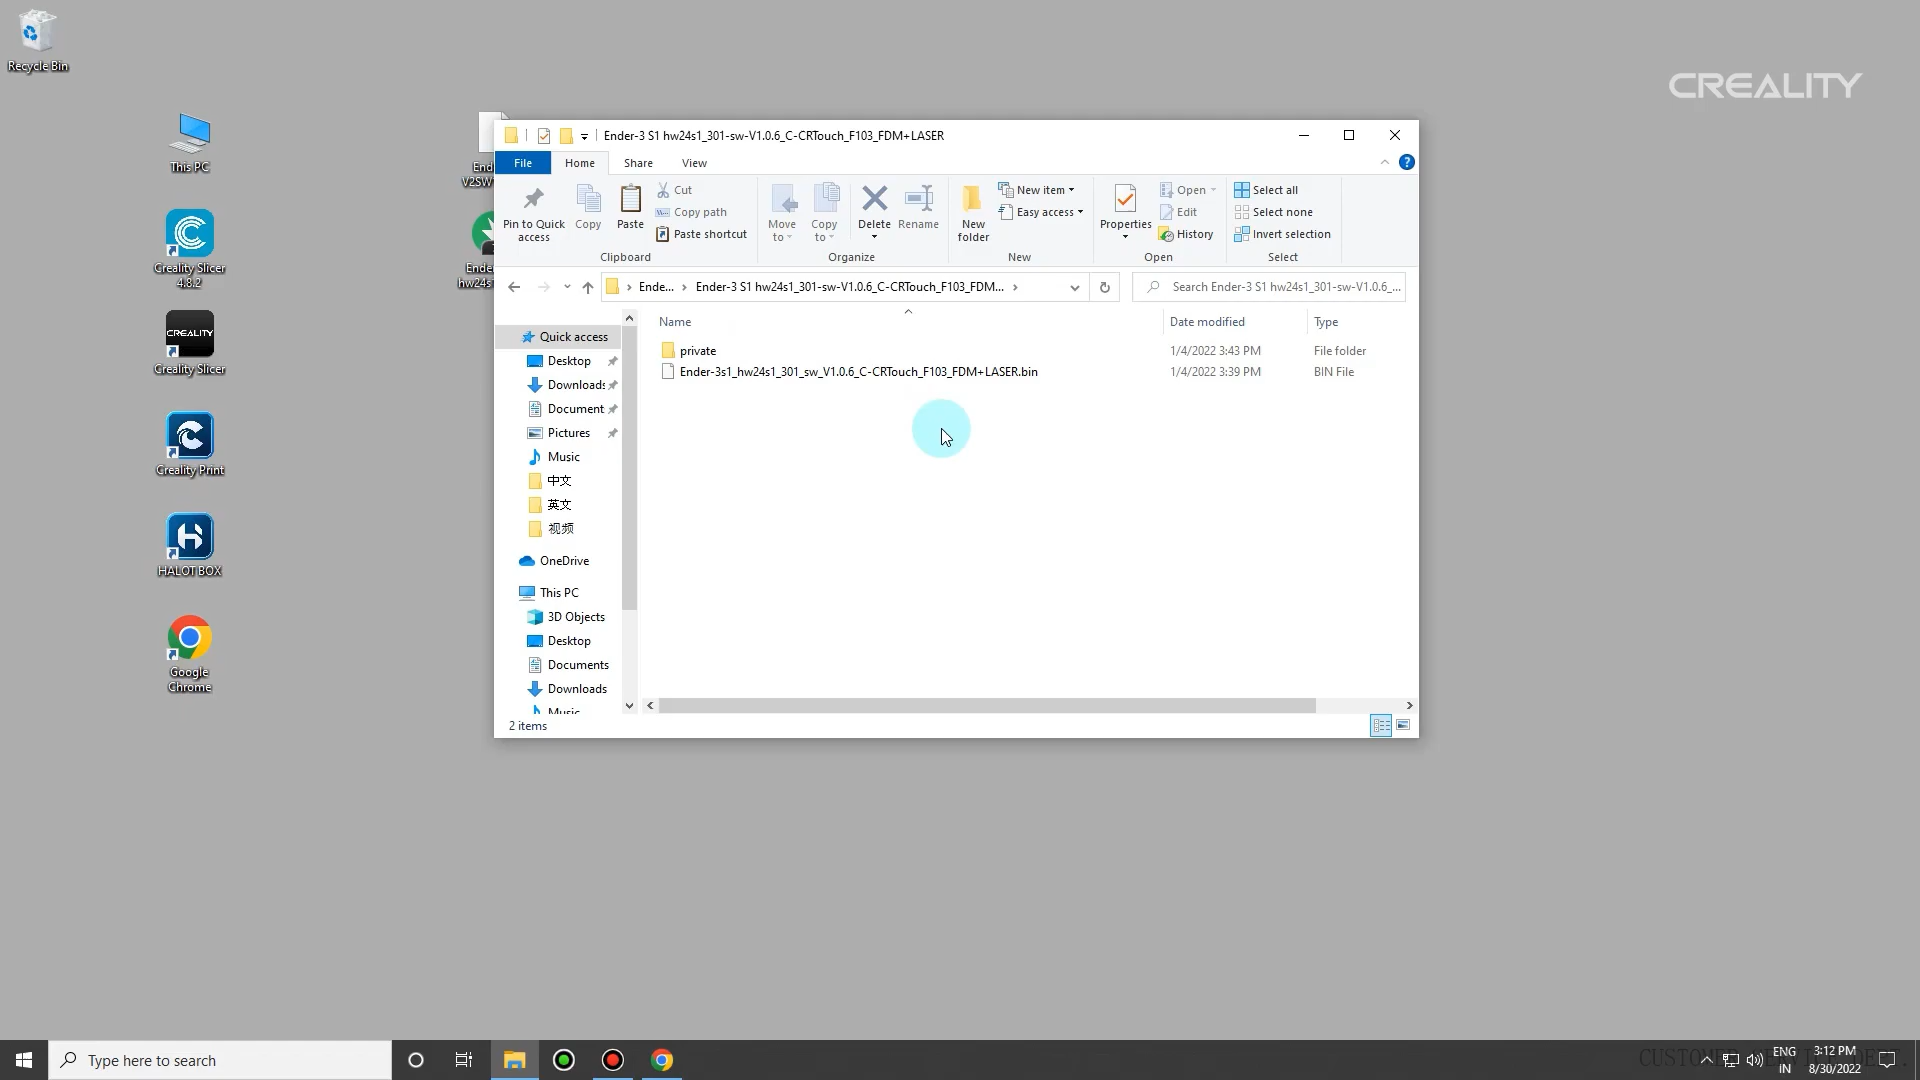 Recycle Bin
CREALITY
This PC
Creality Slicer
4.8.2
CREALITY
Creality Slicer
Creality Print
HALOT BOX
Google
Chrome
V2SW
Ender
hw24s
Ender-3 S1 hw24s1_301-sw-V1.0.6_C-CRTouch_F103_FDM+LASER
File Home Share View
Pin to Quick
access
Copy
Paste
Cut
Copy path
Paste shortcut
Clipboard
Move
to
Copy
to
Delete
Rename
Organize
New
folder
New item
Easy access
New
Properties
Open
Edit
History
Open
Select all
Select none
Invert selection
Select
Ende... Ender-3 S1 hw24s1_301-sw-V1.0.6_C-CRTouch_F103_FDM...
Search Ender-3 S1 hw24s1_301-sw-V1.0.6_...
Name Date modified Type
private 1/4/2022 3:43 PM File folder
Ender-3s1_hw24s1_301_sw_V1.0.6_C-CRTouch_F103_FDM+LASER.bin 1/4/2022 3:39 PM BIN File
Quick access
Desktop
Downloads
Document
Pictures
Music
中文
英文
视频
OneDrive
This PC
3D Objects
Desktop
Documents
Downloads
Music
2 items
Type here to search
ENG
IN
3:12 PM
8/30/2022